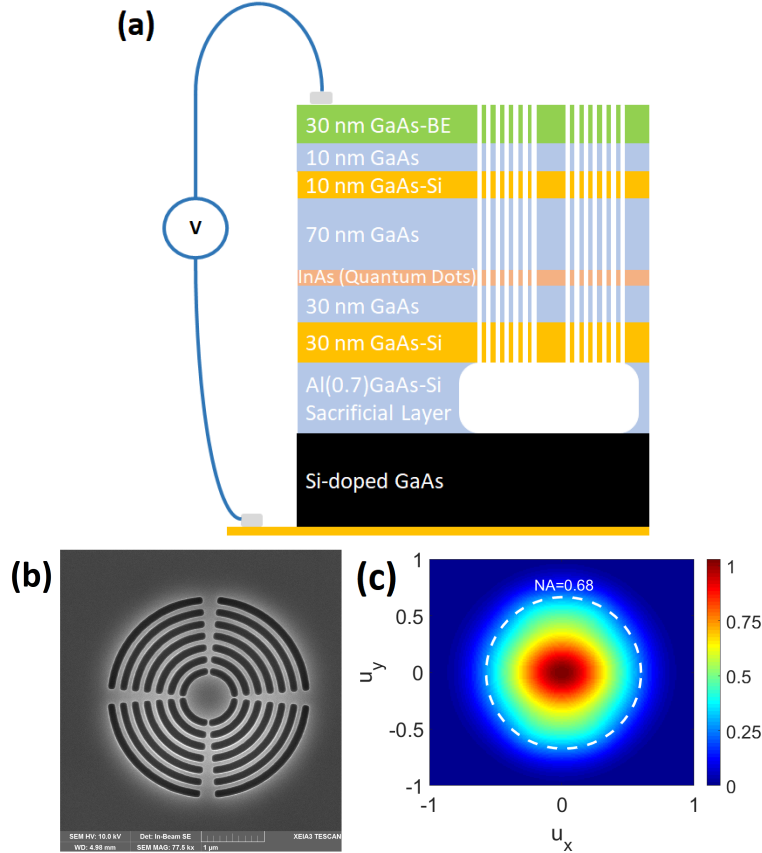 (a)
30 nm GaAs-BE
10 nm GaAs
10 nm GaAs-Si
V
70 nm GaAs
InAs (Quantum Dots)
30 nm GaAs
30 nm GaAs-Si
Al(0.7)GaAs-Si
Sacrificial Layer
Si-doped GaAs
(b)
SEM HV: 10.0 kV Det: In-Beam SE XEIA3 TESCAN
WD: 4.98 mm SEM MAG: 77.5 kx 1 µm
(c)
NA=0.68
1
0.5
0
-0.5
-1
uy
-1 0 1
ux
1
0.75
0.5
0.25
0